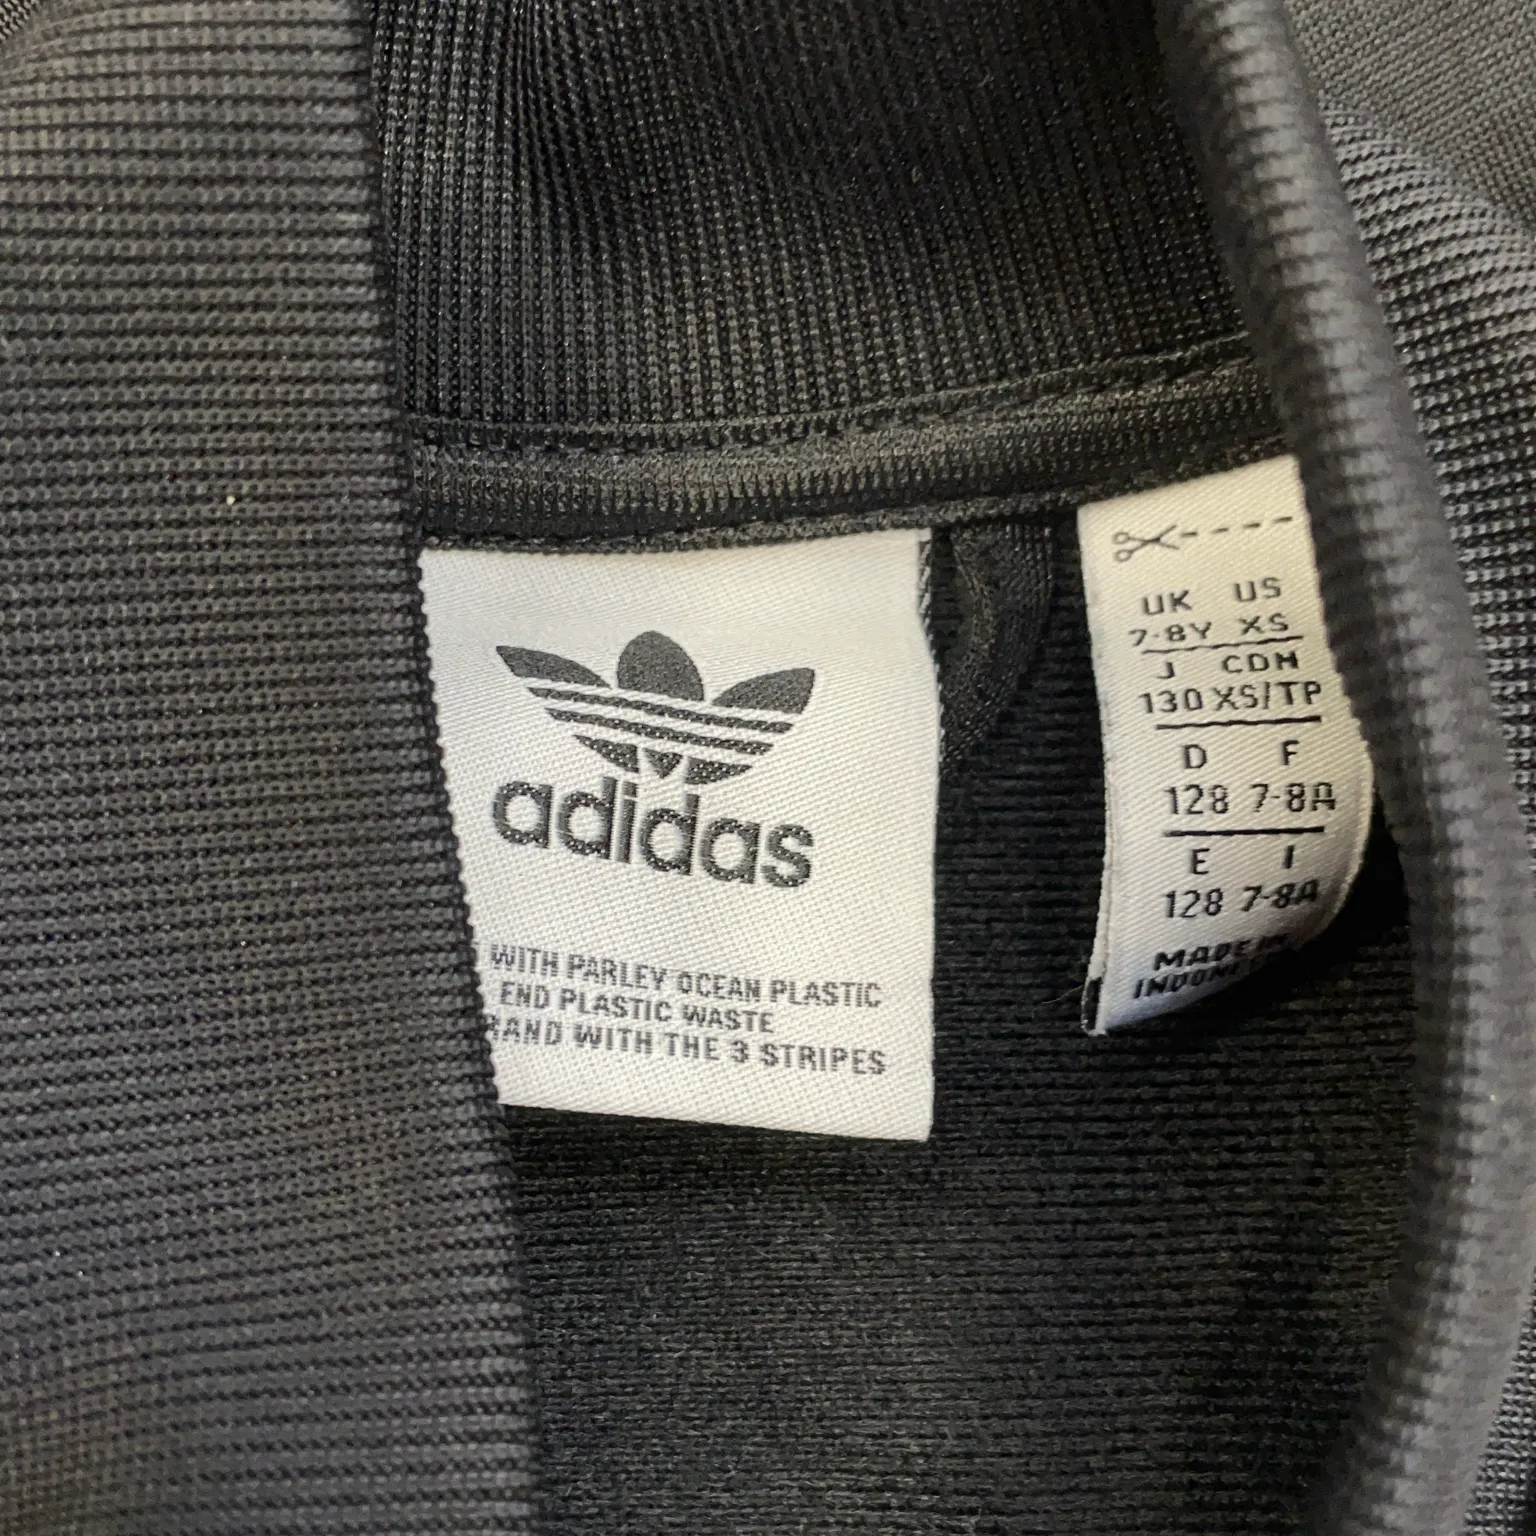 adidas
WITH PARLEY OCEAN PLASTIC
END PLASTIC WASTE
WITH THE 3 STRIPES
UK US
7-8Y XS
J CDN
130 XS/TP
D F
128 7-8A
E I
128 7-8A
MADE